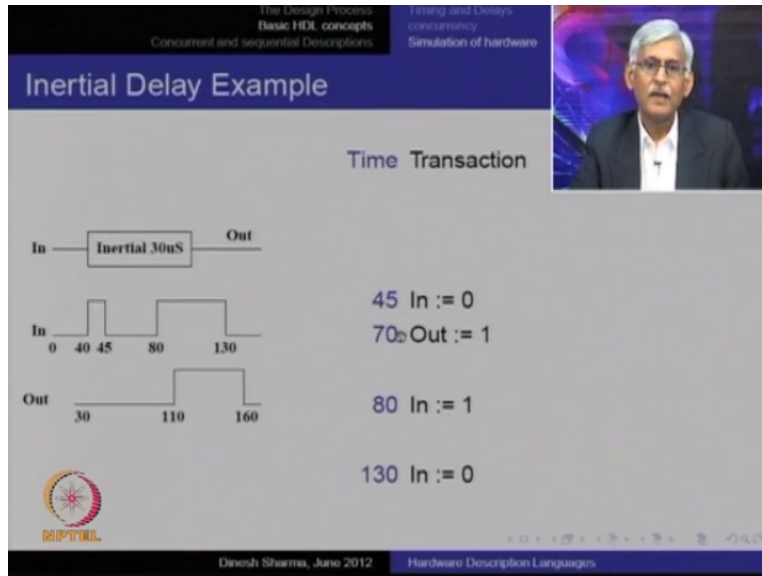 The Design Process
Basic HDL concepts
Concurrent and sequential Descriptions
Timing and Delays
concurrency
Simulation of hardware
Inertial Delay Example
Time Transaction
In
Inertial 30uS
Out
In
0 40 45 80 130
Out
30 110 160
45 In := 0
70 Out := 1
80 In := 1
130 In := 0
NPTEL
Dinesh Sharma, June 2012
Hardware Description Languages